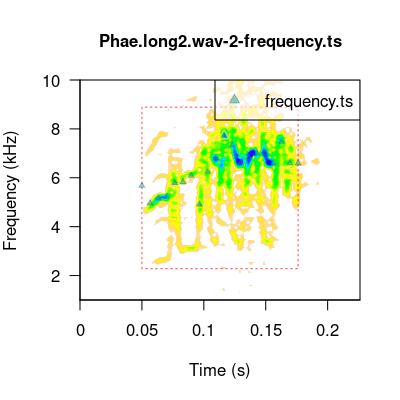 Phae.long2.wav-2-frequency.ts
frequency.ts
Frequency (kHz)
10
8
6
4
2
0 0.05 0.1 0.15 0.2
Time (s)